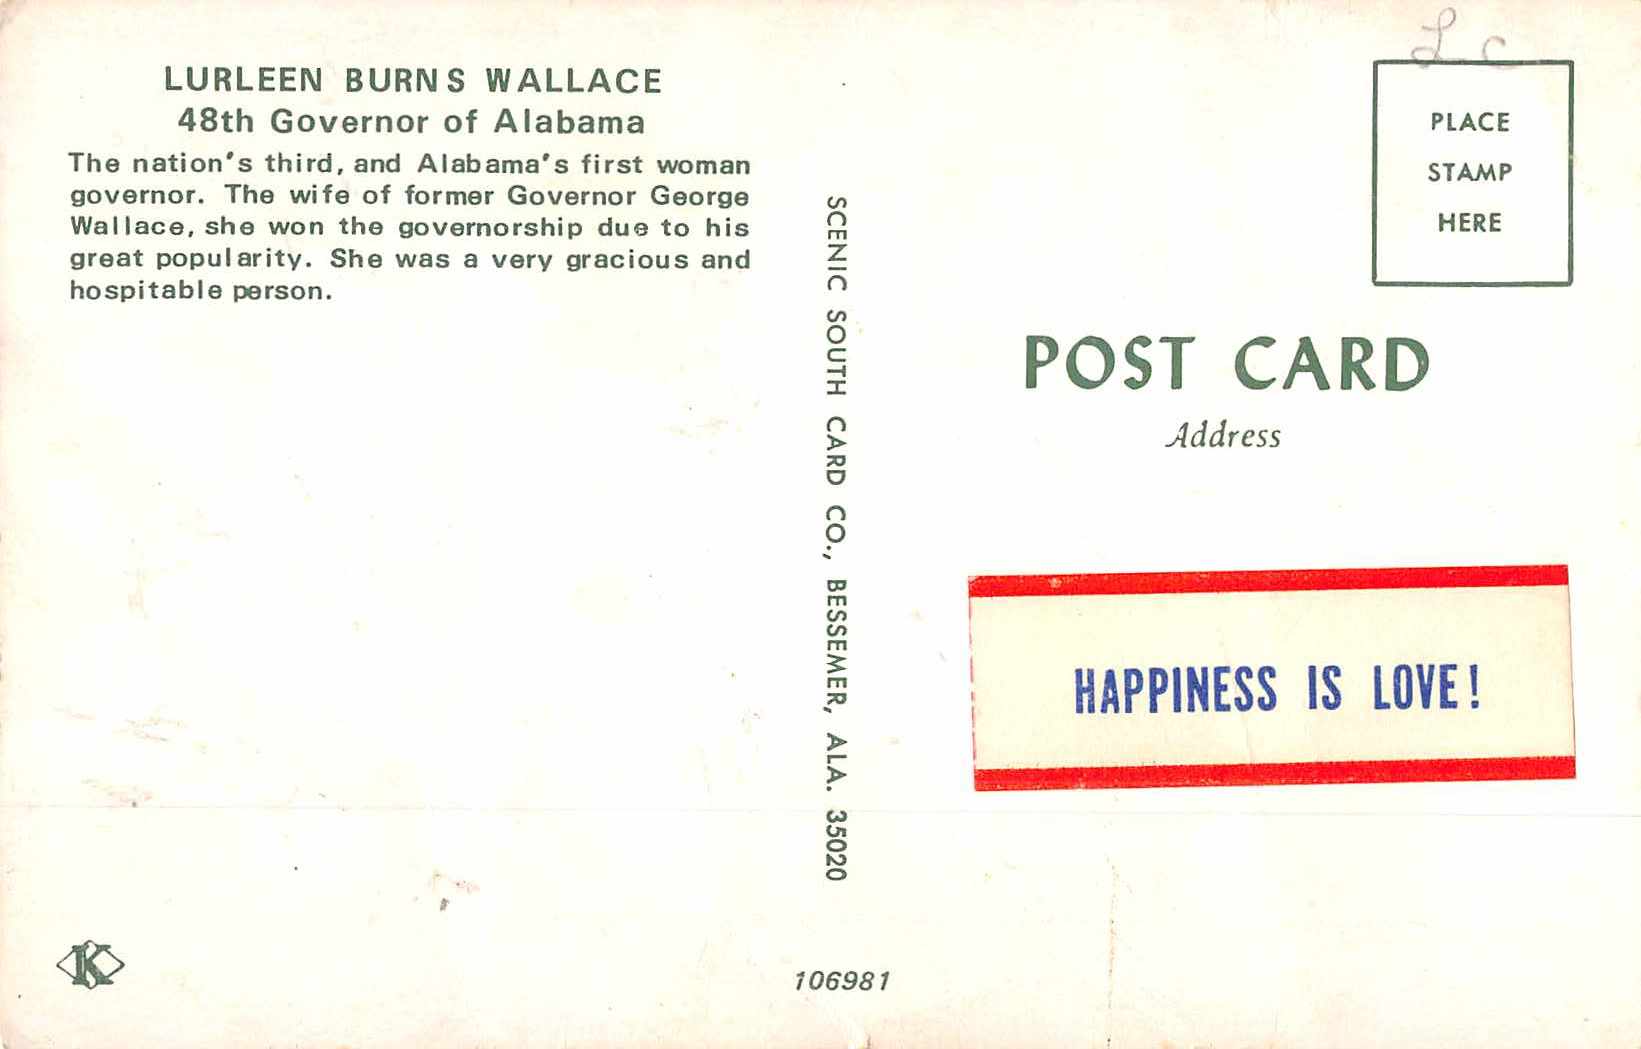 LURLEEN BURNS WALLACE
48th Governor of Alabama
The nation's third, and Alabama's first woman
governor. The wife of former Governor George
Wallace, she won the governorship due to his
great popularity. She was a very gracious and
hospitable person.
K
SCENIC SOUTH CARD CO., BESSEMER, ALA. 35020
106981
L C
PLACE
STAMP
HERE
POST CARD
Address
HAPPINESS IS LOVE!